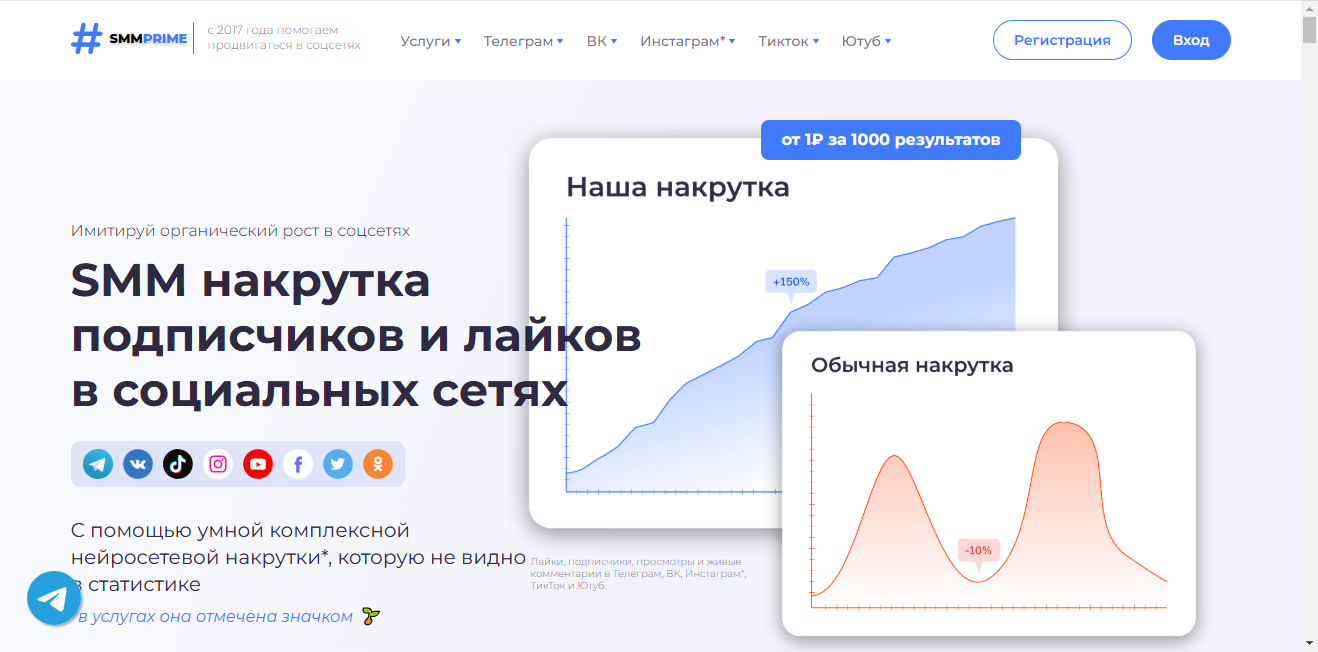 SMMPRIME
с 2017 года помогаем
продвигаться в соцсетях
Услуги
Телеграм
ВК
Инстаграм*
Тикток
Ютуб
Регистрация
Вход
от 1₽ за 1000 результатов
Наша накрутка
+150%
Имитируй органический рост в соцсетях
SMM накрутка
подписчиков и лайков
в социальных сетях
Обычная накрутка
-10%
С помощью умной комплексной
нейросетевой накрутки*, которую не видно
в статистике
в услугах она отмечена значком
Лайки, подписчики, просмотры и живые
комментарии в Телеграм, ВК, Инстаграм*,
ТикТок и Ютуб.